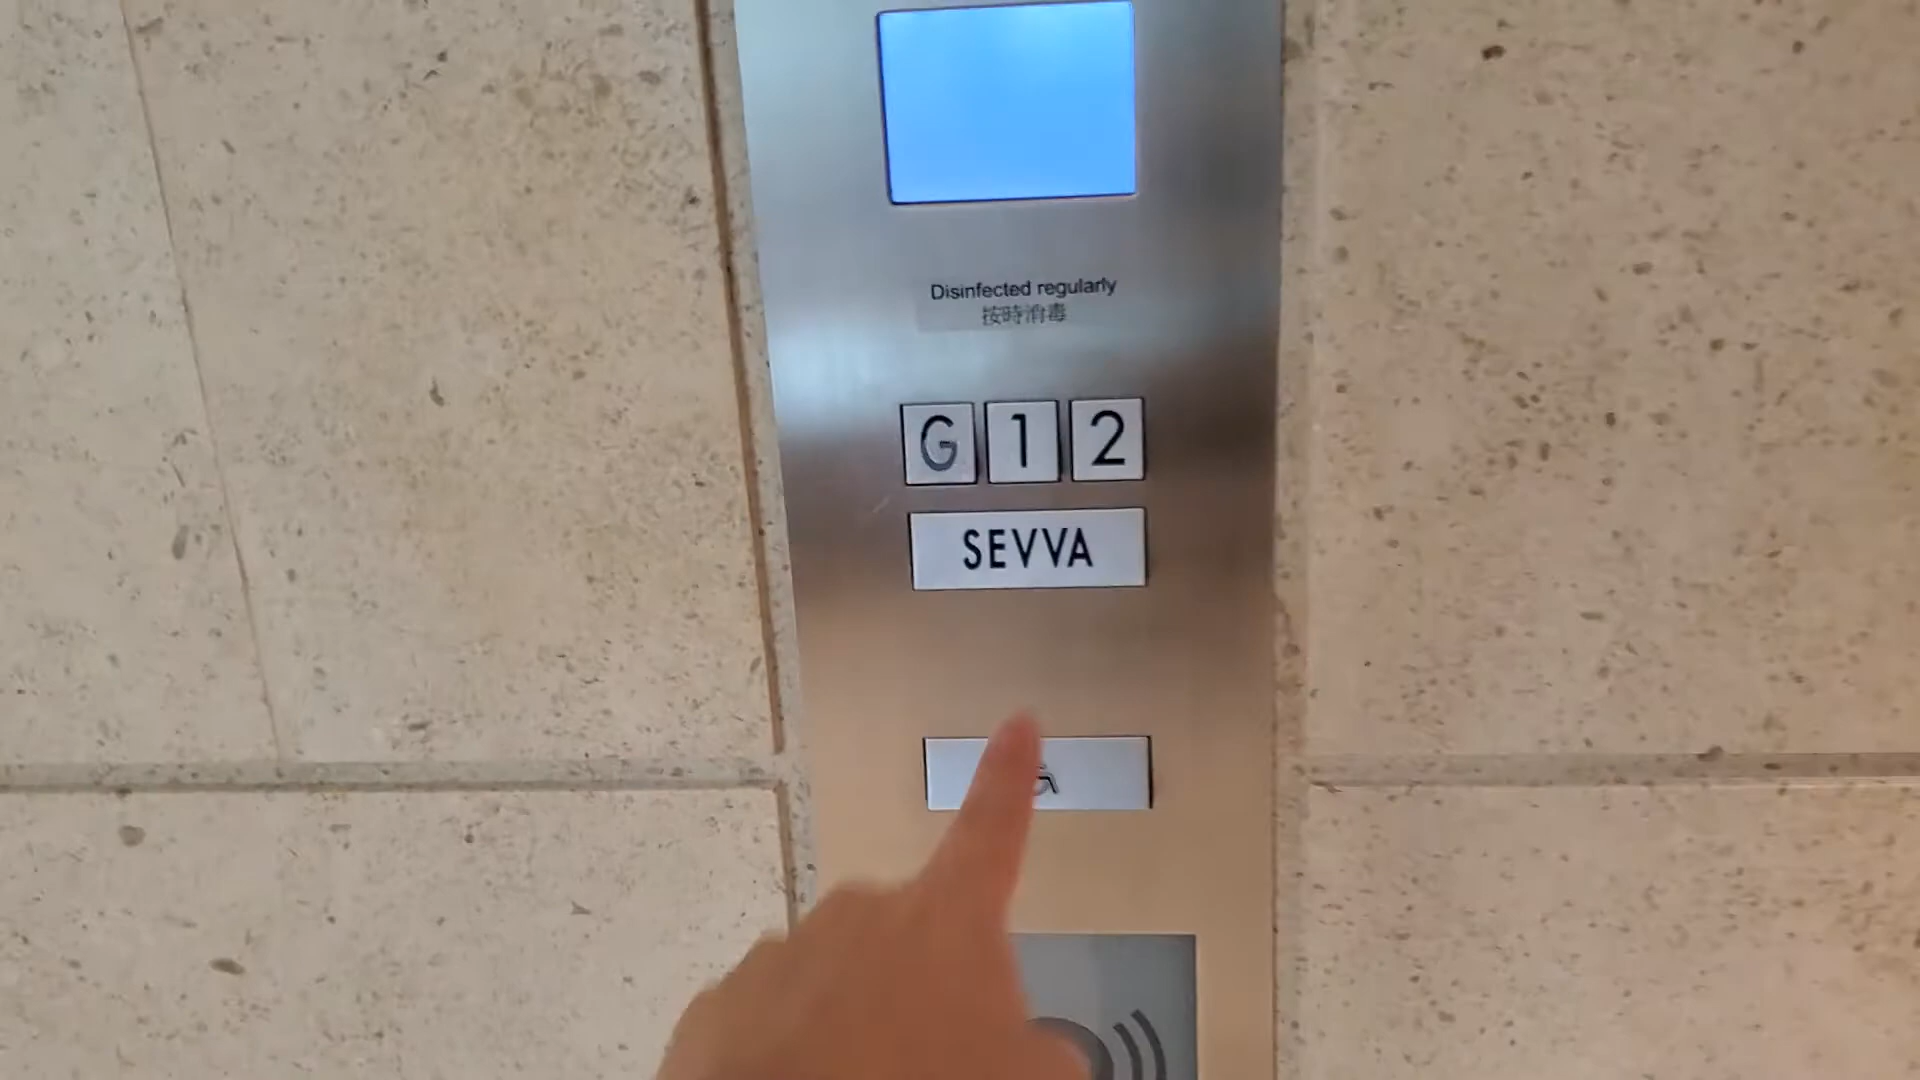 Disinfected regularly
按時消毒
G 1 2
SEVVA